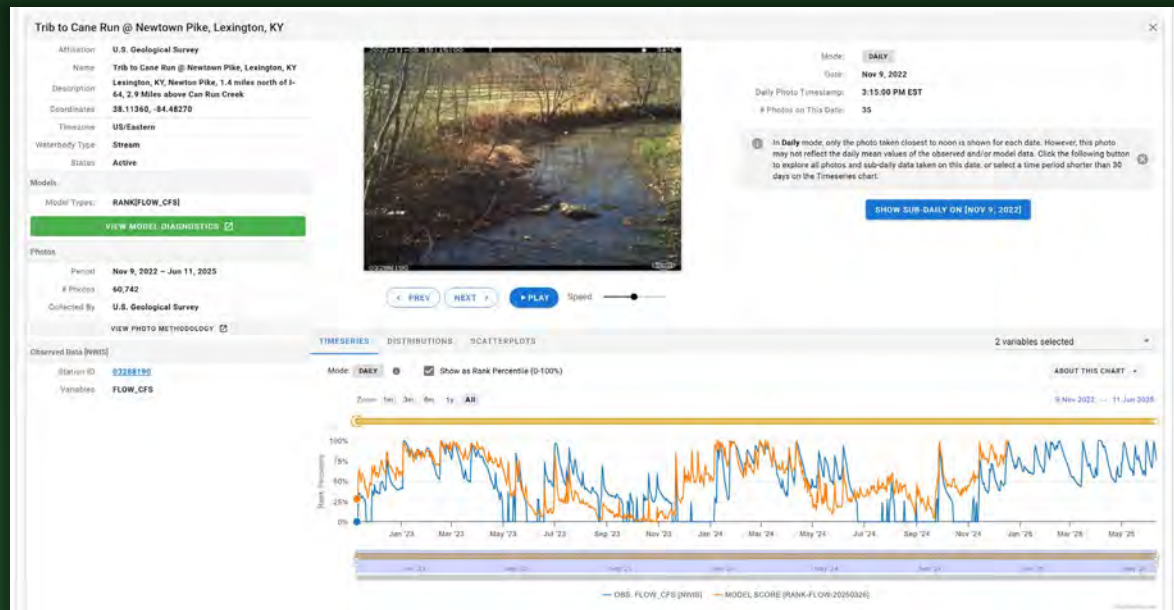 Trib to Cane Run @ Newtown Pike, Lexington, KY
Affiliation U.S. Geological Survey
Name Trib to Cane Run @ Newtown Pike, Lexington, KY
Description Lexington, KY, Newton Pike, 1.4 miles north of I-
64, 2.9 Miles above Can Run Creek
Coordinates 38.11360, -84.48270
Timezone US/Eastern
Waterbody Type Stream
Status Active
Models
Model Types: RANK[FLOW_CFS]
VIEW MODEL DIAGNOSTICS
Photos
Period Nov 9, 2022 – Jun 11, 2025
# Photos 60,742
Collected By U.S. Geological Survey
VIEW PHOTO METHODOLOGY
Observed Data [NWIS]
Station ID 03288190
Variables FLOW_CFS
03288190
< PREV NEXT > PLAY Speed
Mode: DAILY
Date: Nov 9, 2022
Daily Photo Timestamp: 3:15:00 PM EST
# Photos on This Date: 35
In Daily mode, only the photo taken closest to noon is shown for each date. However, this photo
may not reflect the daily mean values of the observed and/or model data. Click the following button
to explore all photos and sub-daily data taken on this date, or select a time period shorter than 30
days on the Timeseries chart.
SHOW SUB-DAILY ON [NOV 9, 2022]
TIMESERIES DISTRIBUTIONS SCATTERPLOTS 2 variables selected
Mode: DAILY Show as Rank Percentile (0-100%) ABOUT THIS CHART
Zoom 1m 3m 6m 1y All 9 Nov 2022 → 11 Jun 2025
100%
75%
50%
25%
0%
Rank Percentile
Jan '23 Mar '23 May '23 Jul '23 Sep '23 Nov '23 Jan '24 Mar '24 May '24 Jul '24 Sep '24 Nov '24 Jan '25 Mar '25 May '25
OBS. FLOW_CFS [NWIS] MODEL SCORE [RANK-FLOW-20250326]